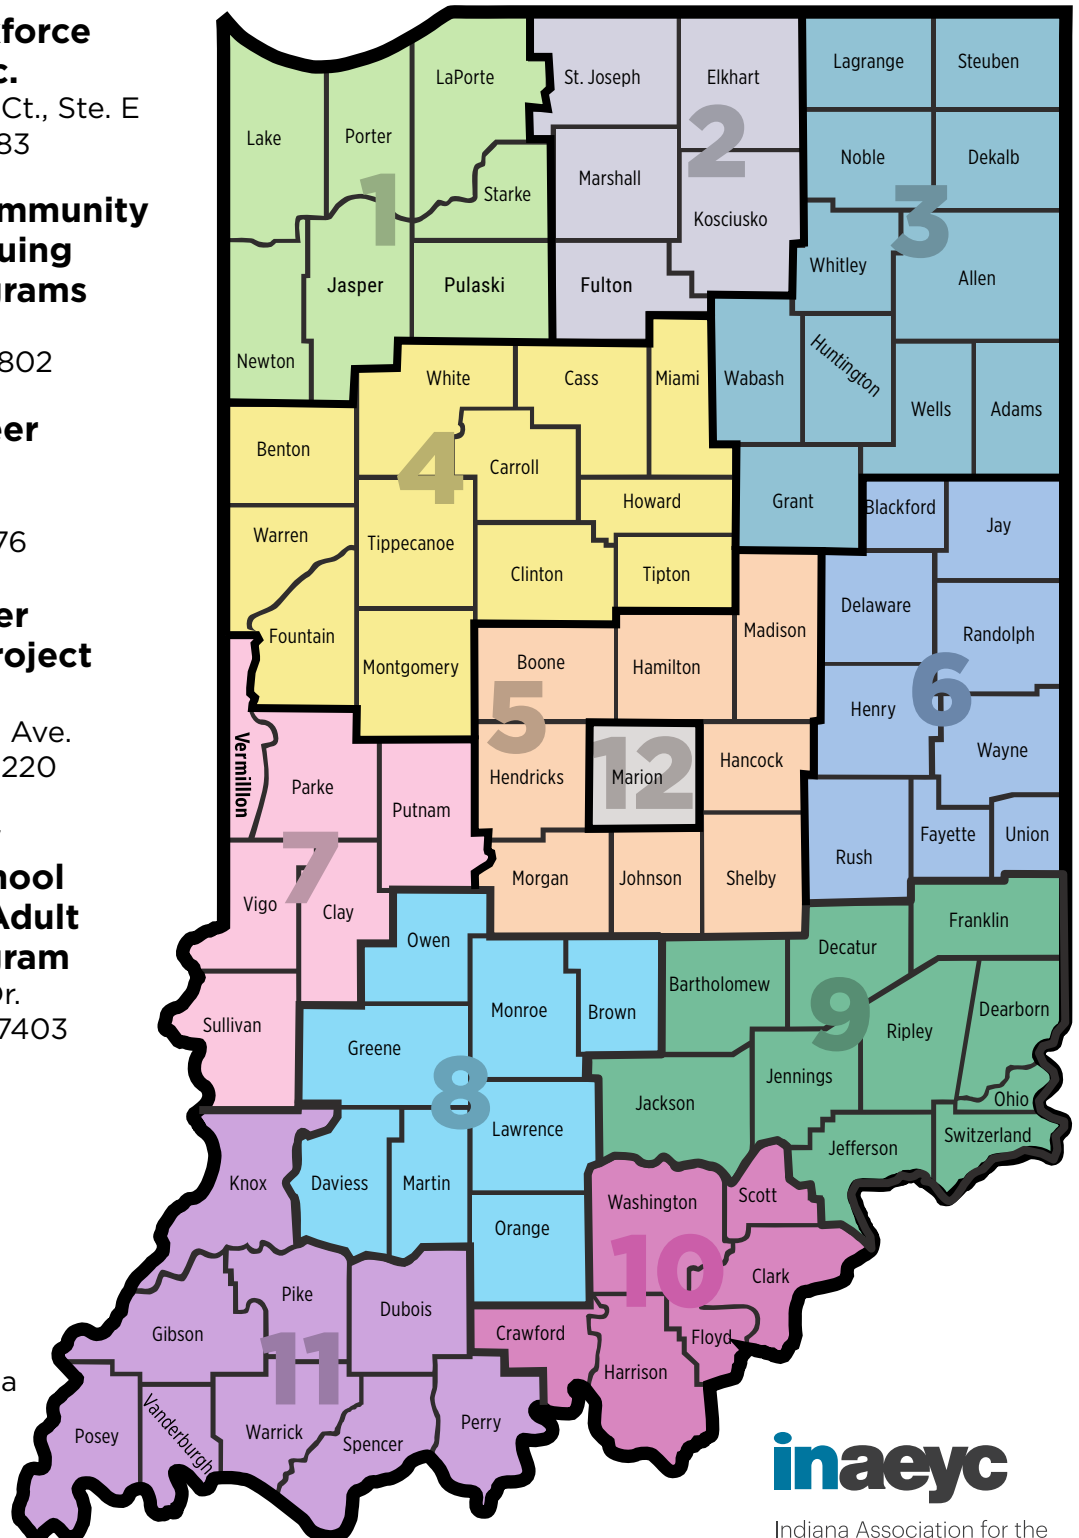 force
c.
Ct., Ste. E
83
mmunity
uing
grams
802
eer
76
er
roject
Ave.
220
hool
Adult
gram
Dr.
7403
a
Lake
Porter
LaPorte
Starke
Jasper
Pulaski
Newton
1
St. Joseph
Elkhart
Marshall
Kosciusko
Fulton
2
Lagrange
Steuben
Noble
Dekalb
Whitley
Allen
Wabash
Huntington
Wells
Adams
Grant
3
White
Cass
Miami
Benton
Carroll
Howard
Warren
Tippecanoe
Clinton
Tipton
Fountain
Montgomery
4
Madison
Boone
Hamilton
Hendricks
Hancock
Morgan
Johnson
Shelby
5
Marion
12
Blackford
Jay
Delaware
Randolph
Henry
Wayne
Rush
Fayette
Union
6
Vermillion
Parke
Putnam
Vigo
Clay
Sullivan
7
Owen
Monroe
Brown
Greene
Lawrence
Daviess
Martin
Orange
8
Franklin
Decatur
Bartholomew
Ripley
Dearborn
Jennings
Jackson
Ohio
Switzerland
Jefferson
9
Washington
Scott
Clark
Crawford
Floyd
Harrison
10
Knox
Pike
Dubois
Gibson
Posey
Vanderburgh
Warrick
Spencer
Perry
11
inaeyc
Indiana Association for the